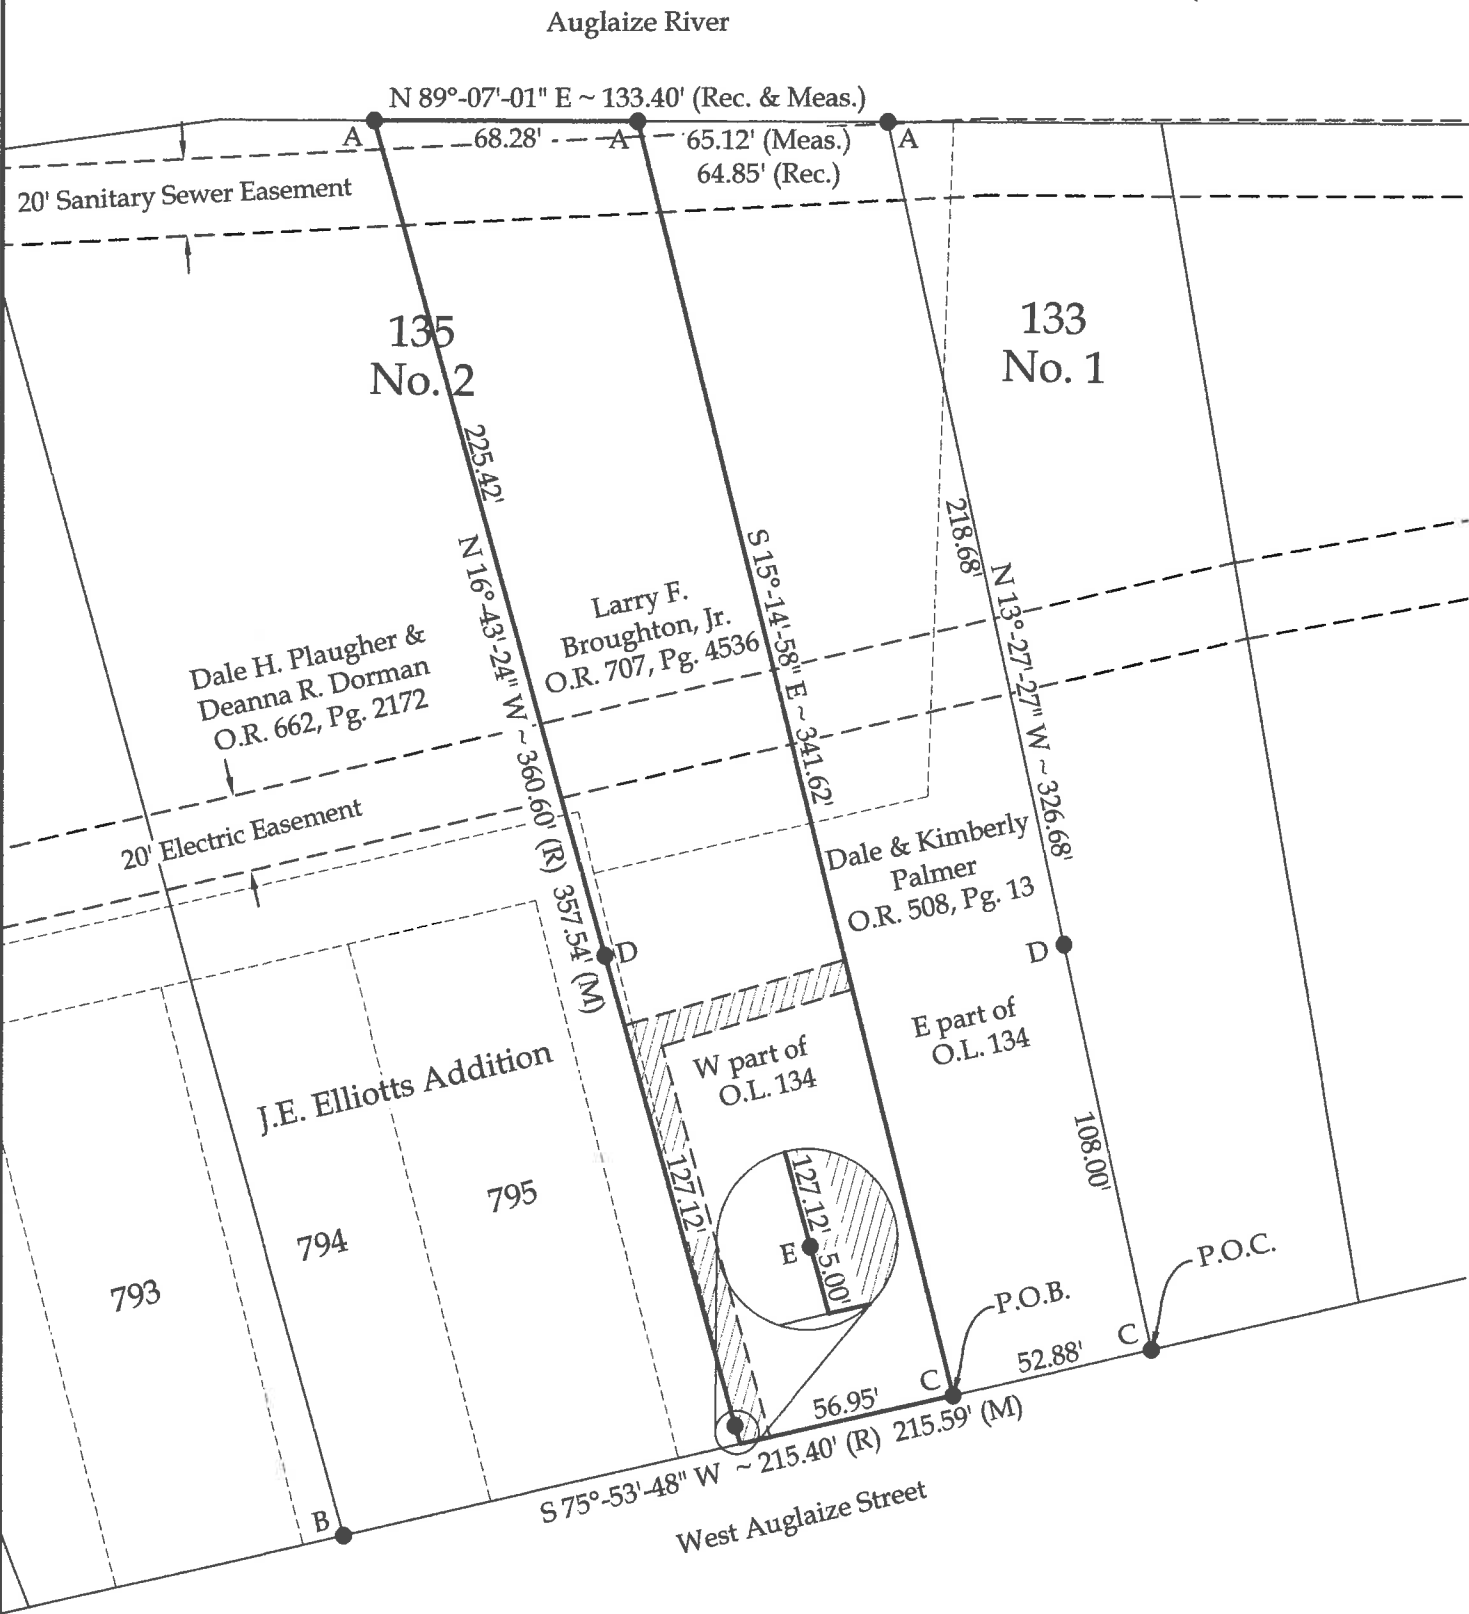 Auglaize River
N 89°-07'-01" E ~ 133.40' (Rec. & Meas.)
A
68.28'
A
65.12' (Meas.)
A
64.85' (Rec.)
20' Sanitary Sewer Easement
135
No. 2
133
No. 1
225.42'
218.68'
N 16°-43'-24" W ~ 360.60' (R) 357.54' (M)
S 15°-14'-58" E ~ 341.62'
N 13°-27'-27" W ~ 326.68'
Larry F.
Broughton, Jr.
O.R. 707, Pg. 4536
Dale H. Plaugher &
Deanna R. Dorman
O.R. 662, Pg. 2172
20' Electric Easement
Dale & Kimberly
Palmer
O.R. 508, Pg. 13
D
D
E part of
O.L. 134
W part of
O.L. 134
J.E. Elliotts Addition
108.00'
127.12'
127.12'
E
5.00'
795
794
793
P.O.C.
P.O.B.
C
52.88'
C
56.95'
S 75°-53'-48" W ~ 215.40' (R) 215.59' (M)
B
West Auglaize Street